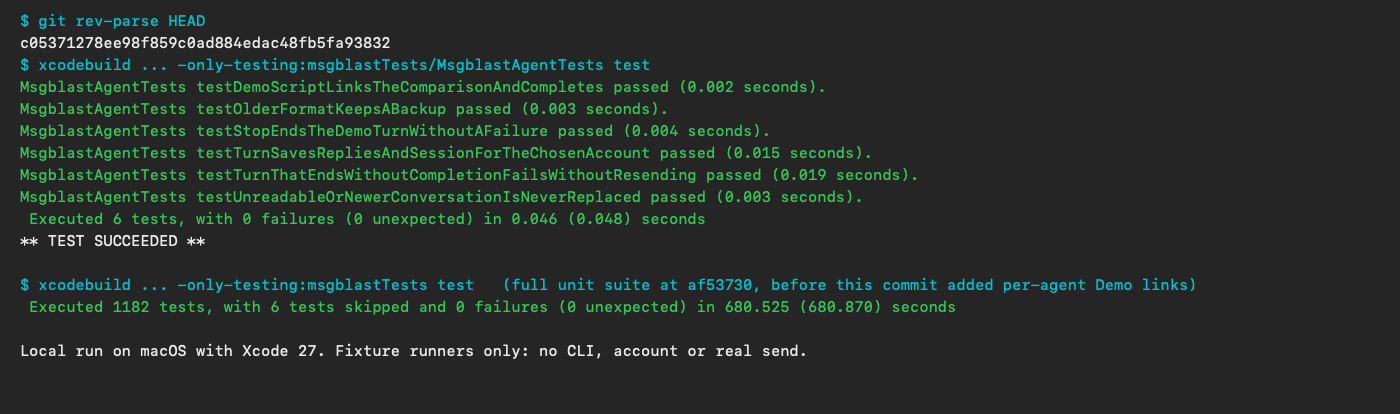 $ git rev-parse HEAD
c05371278ee98f859c0ad884edac48fb5fa93832
$ xcodebuild ... -only-testing:msgblastTests/MsgblastAgentTests test
MsgblastAgentTests testDemoScriptLinksTheComparisonAndCompletes passed (0.002 seconds).
MsgblastAgentTests testOlderFormatKeepsABackup passed (0.003 seconds).
MsgblastAgentTests testStopEndsTheDemoTurnWithoutAFailure passed (0.004 seconds).
MsgblastAgentTests testTurnSavesRepliesAndSessionForTheChosenAccount passed (0.015 seconds).
MsgblastAgentTests testTurnThatEndsWithoutCompletionFailsWithoutResending passed (0.019 seconds).
MsgblastAgentTests testUnreadableOrNewerConversationIsNeverReplaced passed (0.003 seconds).
Executed 6 tests, with 0 failures (0 unexpected) in 0.046 (0.048) seconds
** TEST SUCCEEDED **
$ xcodebuild ... -only-testing:msgblastTests test (full unit suite at af53730, before this commit added per-agent Demo links)
Executed 1182 tests, with 6 tests skipped and 0 failures (0 unexpected) in 680.525 (680.870) seconds
Local run on macOS with Xcode 27. Fixture runners only: no CLI, account or real send.